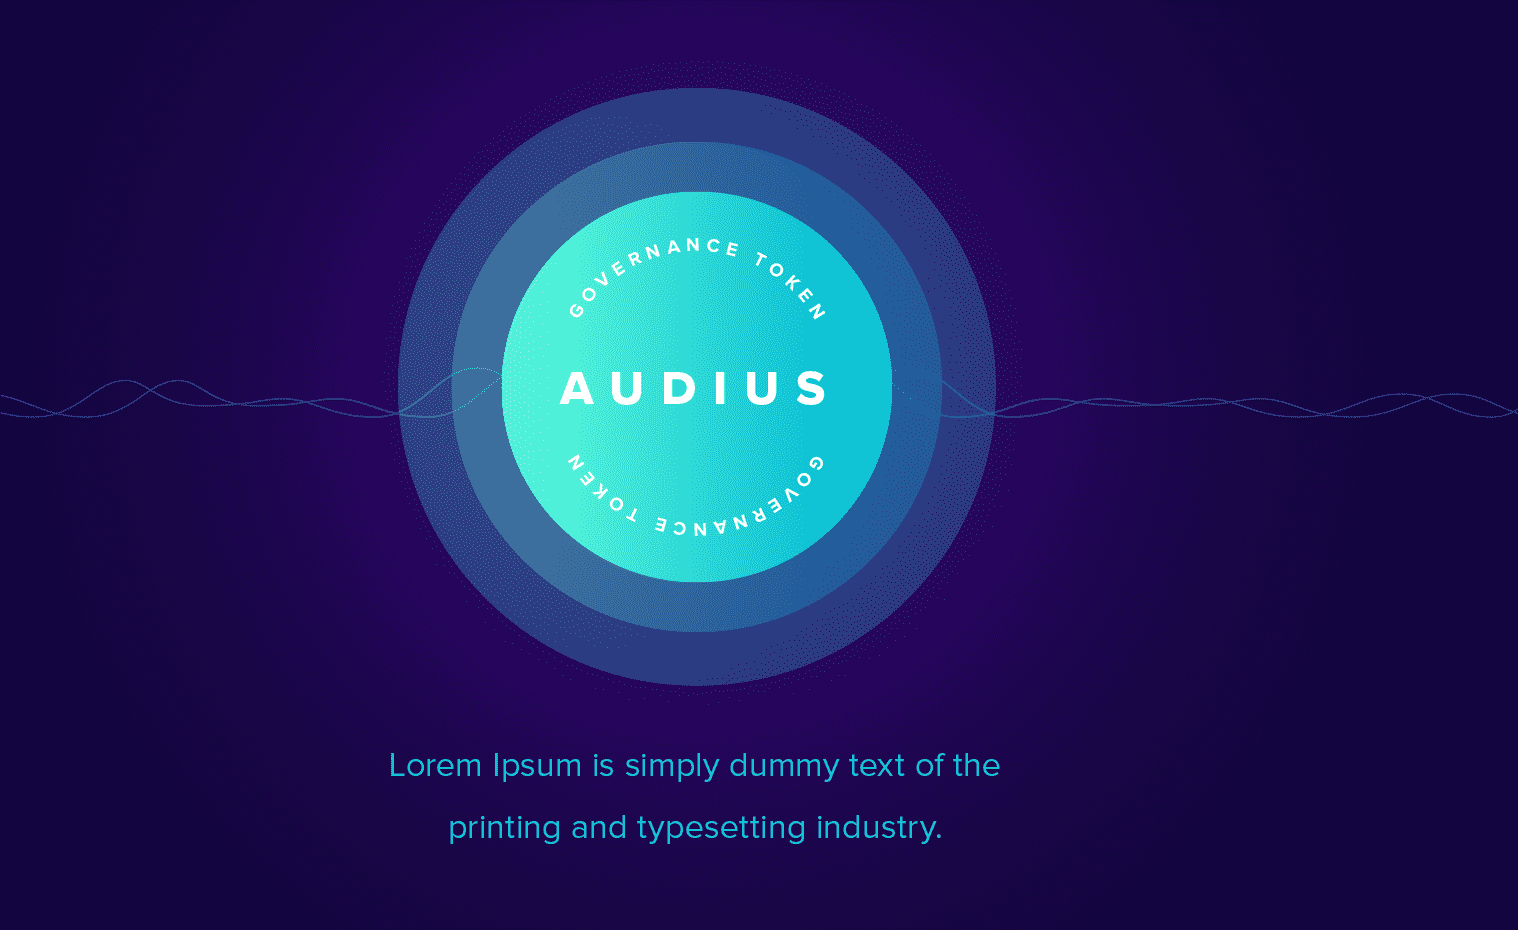 GOVERNANCE TOKEN
AUDIUS
GOVERNANCE TOKEN
Lorem Ipsum is simply dummy text of the
printing and typesetting industry.